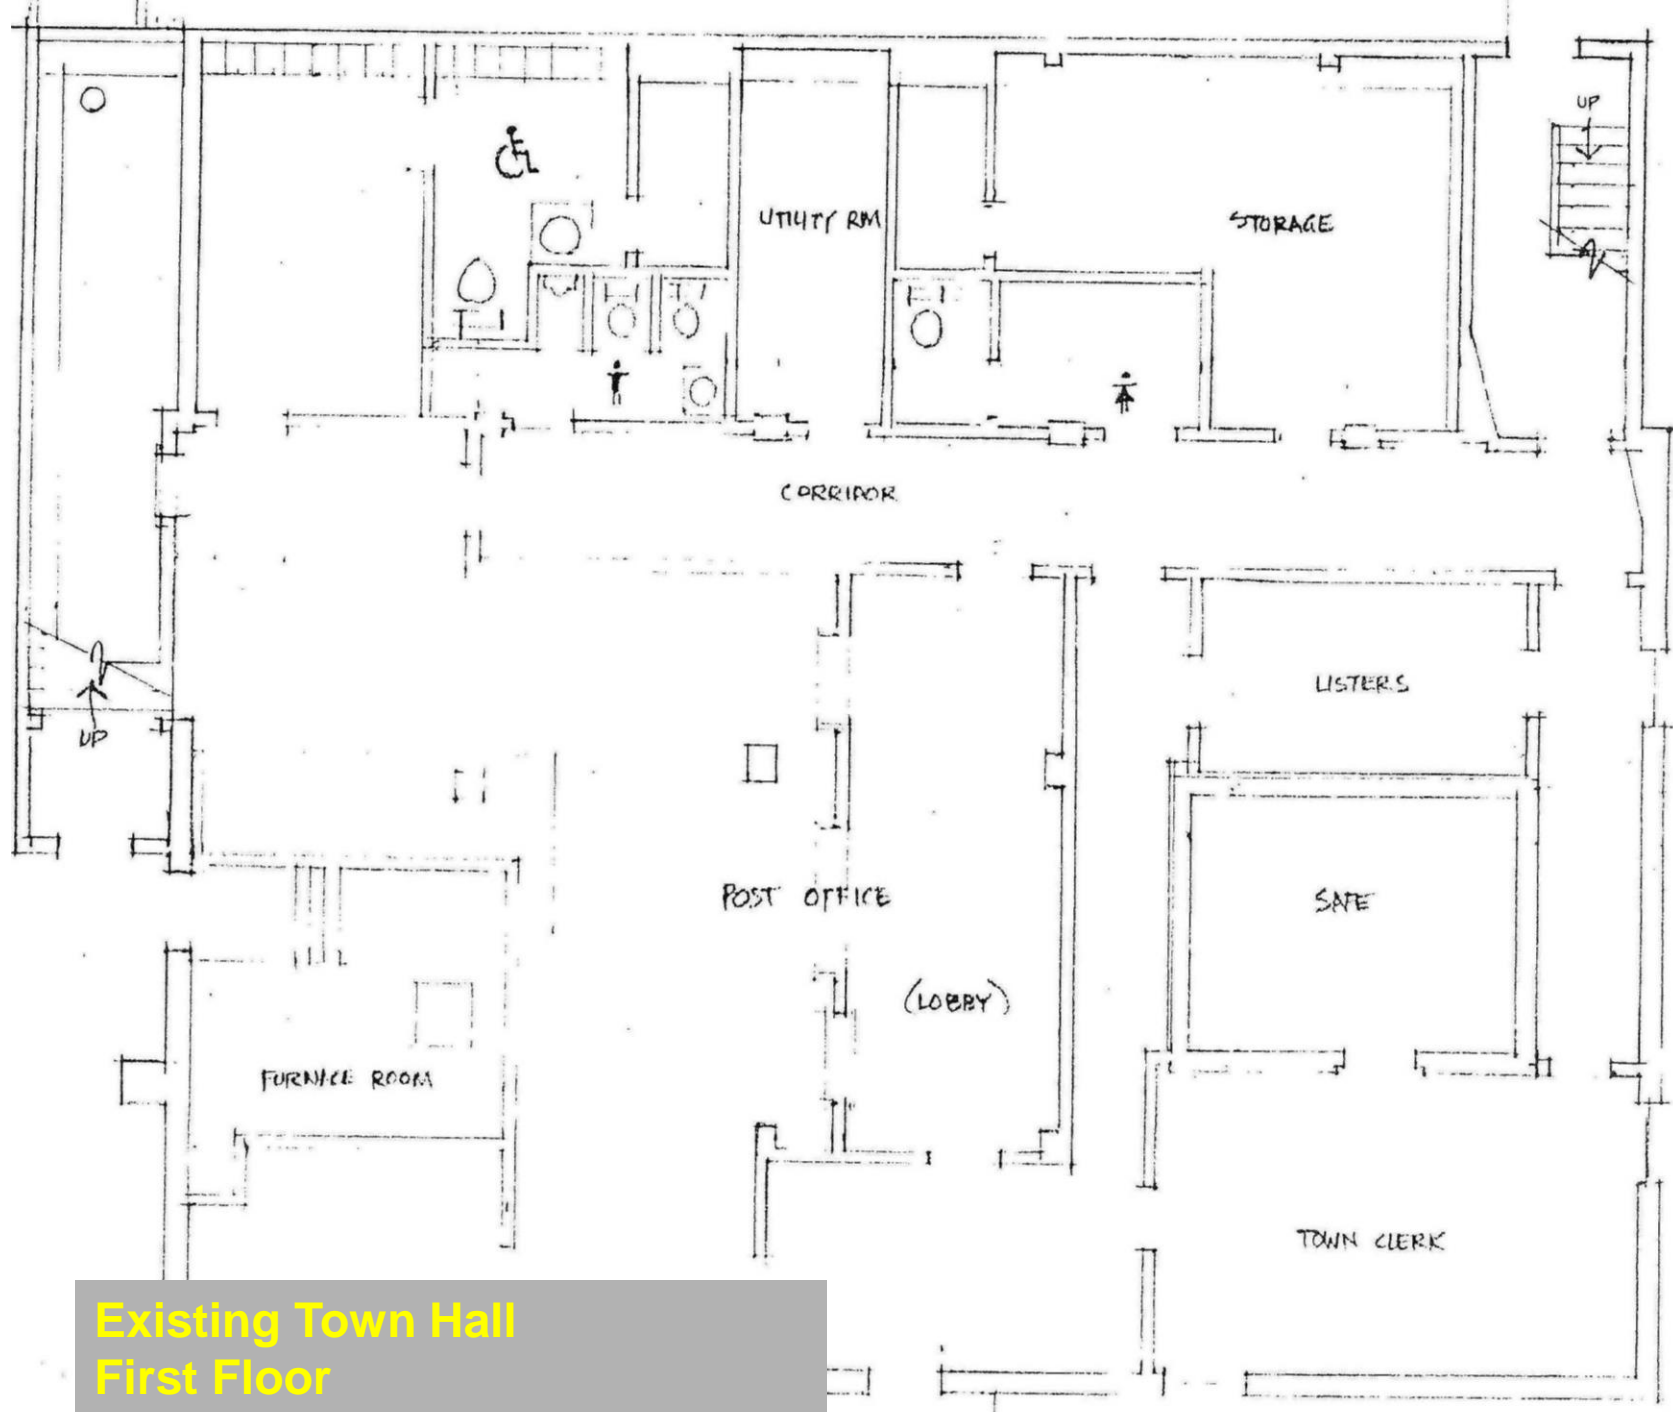 UP
UTILITY RM
STORAGE
CORRIDOR
LISTERS
UP
POST OFFICE
SAFE
(LOBBY)
FURNACE ROOM
TOWN CLERK
Existing Town Hall
First Floor